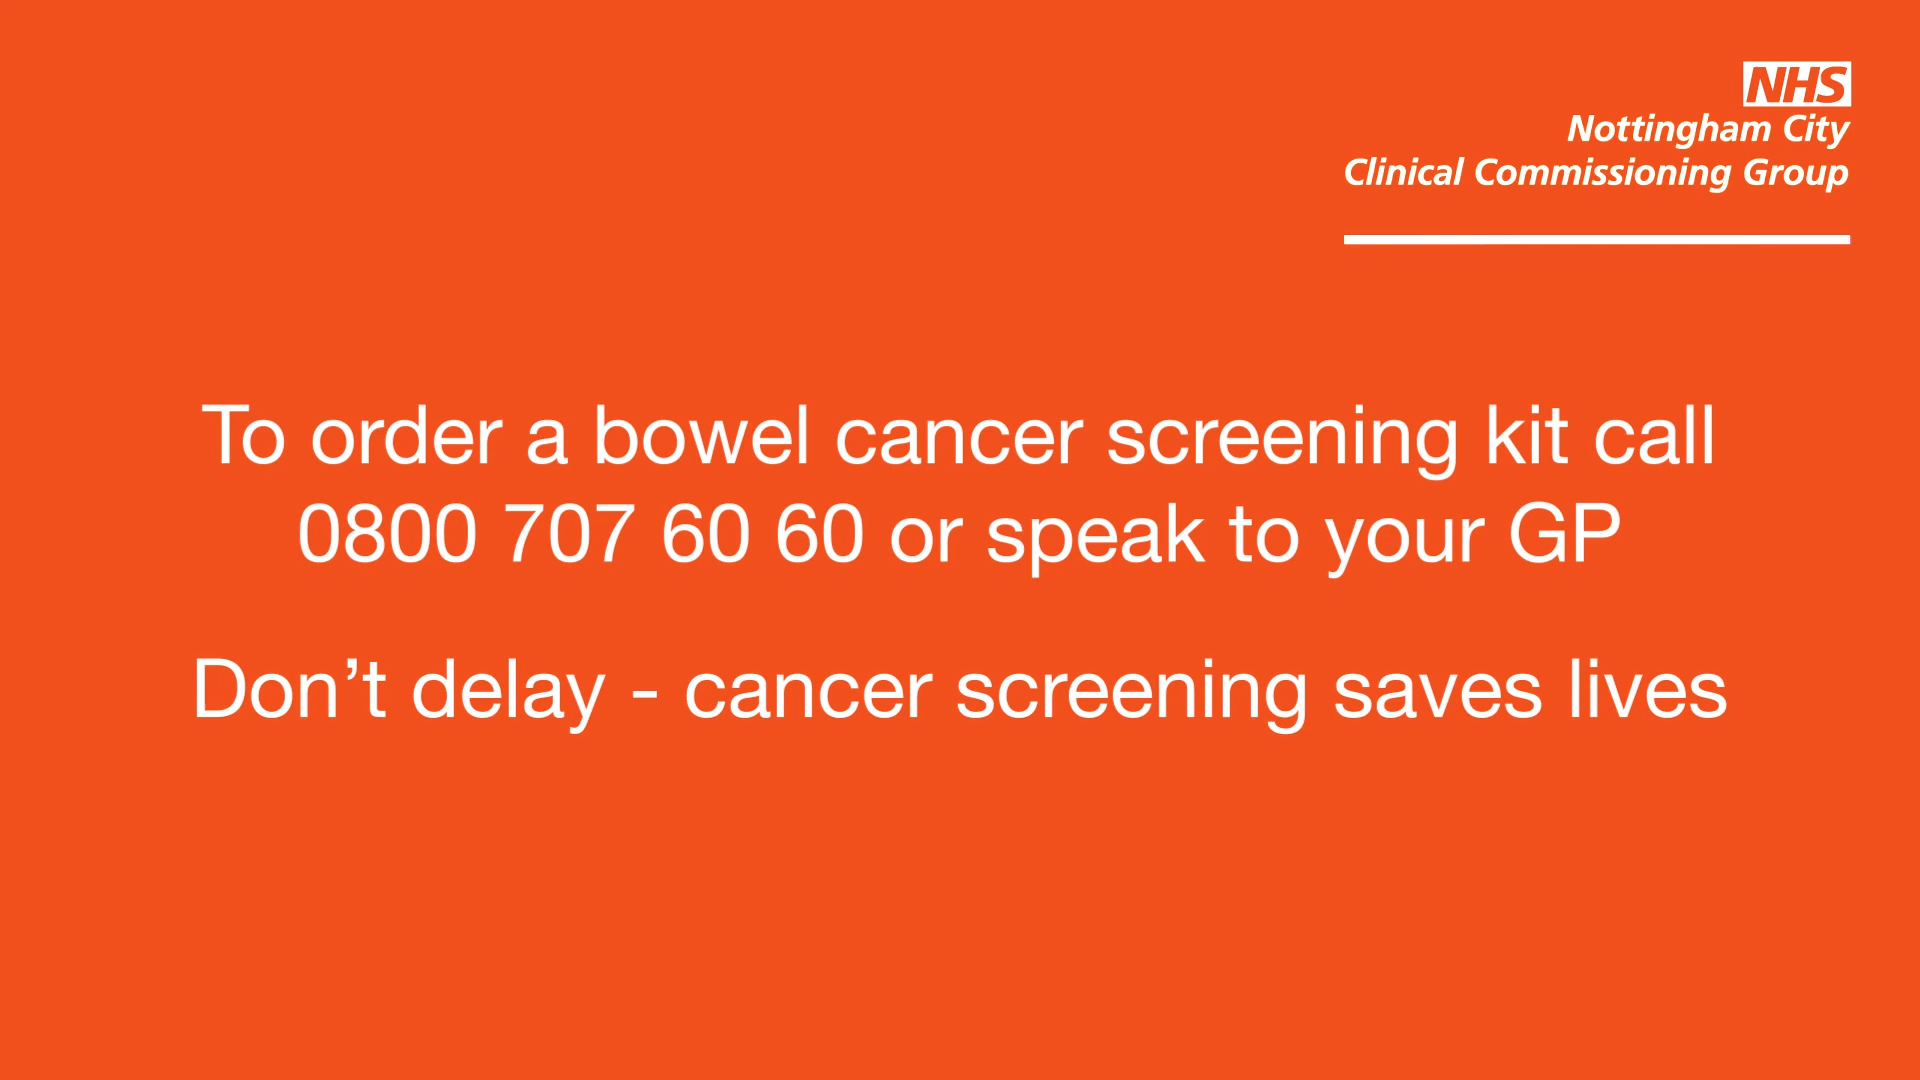 NHS
Nottingham City
Clinical Commissioning Group
To order a bowel cancer screening kit call
0800 707 60 60 or speak to your GP
Don’t delay - cancer screening saves lives